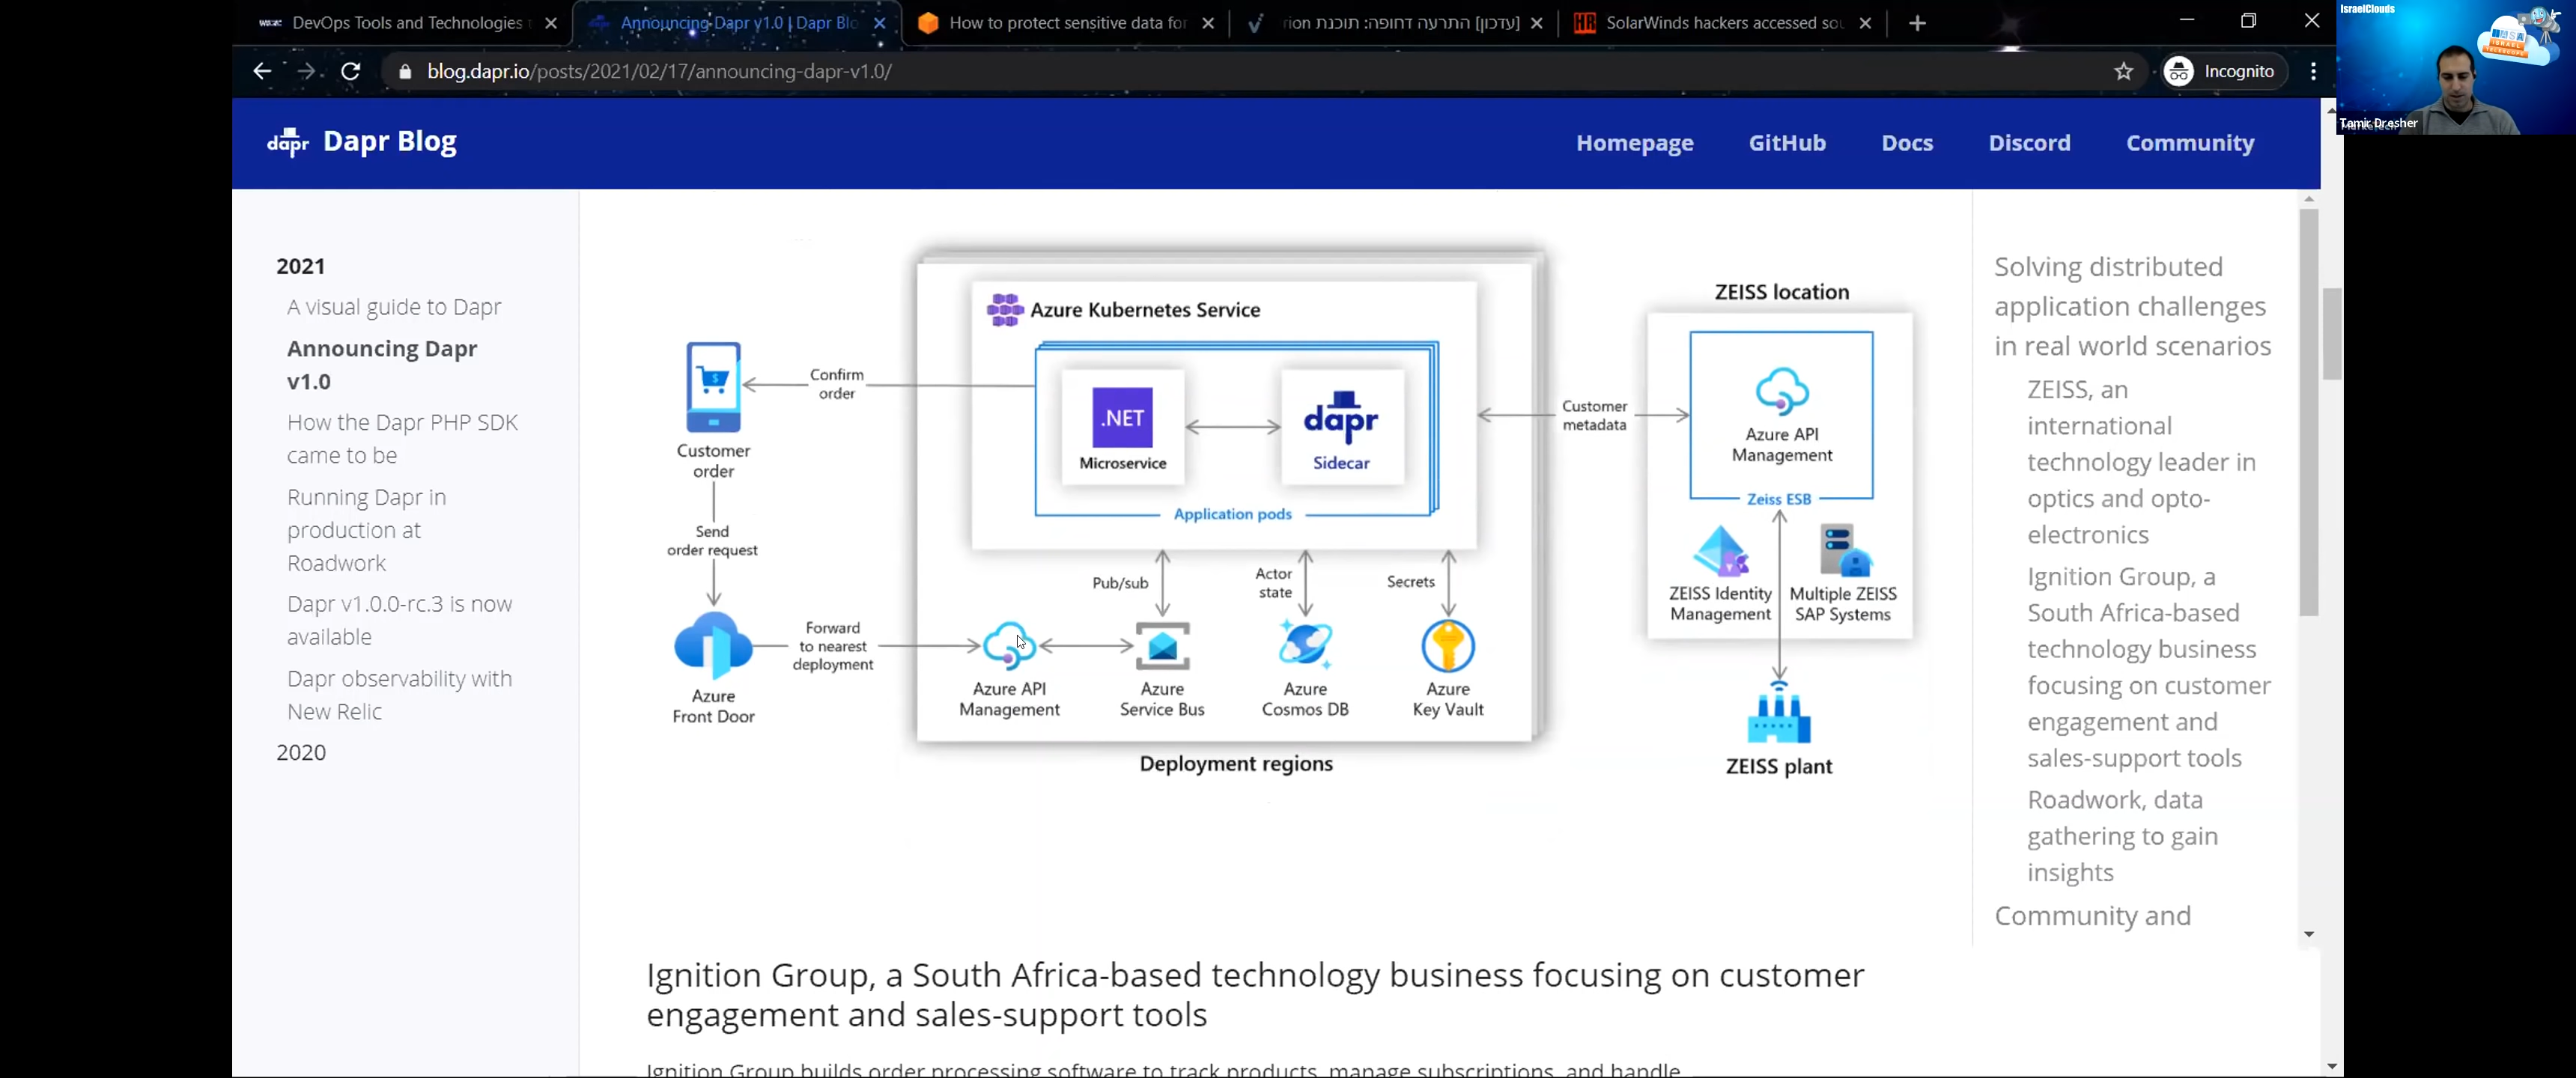 DevOps Tools and Technologies
Announcing Dapr v1.0 | Dapr Blo
How to protect sensitive data for
[עדכון] התרעה דחופה: תוכנת rion
HR
SolarWinds hackers accessed sou
blog.dapr.io/posts/2021/02/17/announcing-dapr-v1.0/
Incognito
IsraelClouds
Tamir Dresher
dapr Dapr Blog
Homepage
GitHub
Docs
Discord
Community
2021
A visual guide to Dapr
Announcing Dapr
v1.0
How the Dapr PHP SDK
came to be
Running Dapr in
production at
Roadwork
Dapr v1.0.0-rc.3 is now
available
Dapr observability with
New Relic
2020
Customer
order
Confirm
order
Send
order request
Azure
Front Door
Forward
to nearest
deployment
Azure Kubernetes Service
.NET
Microservice
dapr
Sidecar
Application pods
Pub/sub
Actor
state
Secrets
Azure API
Management
Azure
Service Bus
Azure
Cosmos DB
Azure
Key Vault
Deployment regions
Customer
metadata
ZEISS location
Azure API
Management
Zeiss ESB
ZEISS Identity
Management
Multiple ZEISS
SAP Systems
ZEISS plant
Solving distributed
application challenges
in real world scenarios
ZEISS, an
international
technology leader in
optics and opto-
electronics
Ignition Group, a
South Africa-based
technology business
focusing on customer
engagement and
sales-support tools
Roadwork, data
gathering to gain
insights
Community and
Ignition Group, a South Africa-based technology business focusing on customer
engagement and sales-support tools
Ignition Group builds order processing software to track products, manage subscriptions, and handle